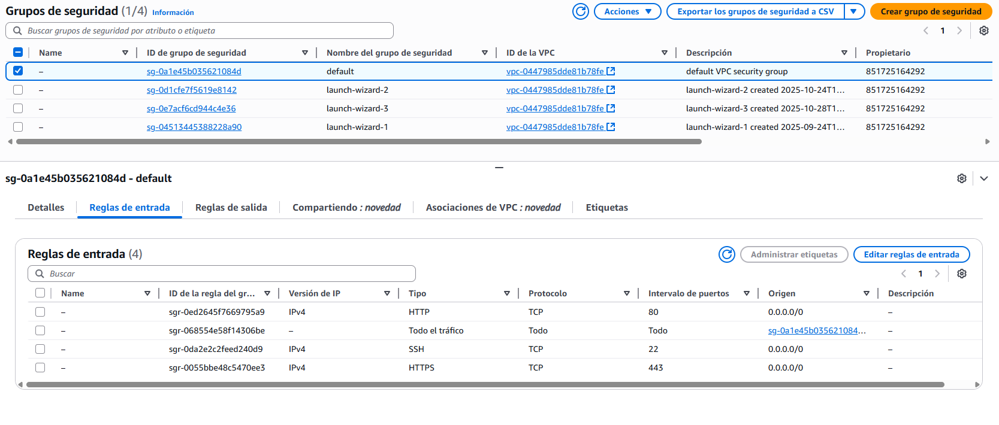 Grupos de seguridad (1/4) Información
Acciones
Exportar los grupos de seguridad a CSV
Crear grupo de seguridad
Buscar grupos de seguridad por atributo o etiqueta
1
Name ID de grupo de seguridad Nombre del grupo de seguridad ID de la VPC Descripción Propietario
– sg-0a1e45b035621084d default vpc-0447985dde81b78fe default VPC security group 851725164292
– sg-0d1cfe7f5619e8142 launch-wizard-2 vpc-0447985dde81b78fe launch-wizard-2 created 2025-10-24T1... 851725164292
– sg-0e7acf6cd944c4e36 launch-wizard-3 vpc-0447985dde81b78fe launch-wizard-3 created 2025-10-28T1... 851725164292
– sg-04513445388228a90 launch-wizard-1 vpc-0447985dde81b78fe launch-wizard-1 created 2025-09-24T1... 851725164292
sg-0a1e45b035621084d - default
Detalles Reglas de entrada Reglas de salida Compartiendo : novedad Asociaciones de VPC : novedad Etiquetas
Reglas de entrada (4)
Administrar etiquetas
Editar reglas de entrada
Buscar
1
Name ID de la regla del gr... Versión de IP Tipo Protocolo Intervalo de puertos Origen Descripción
– sgr-0ed2645f7669795a9 IPv4 HTTP TCP 80 0.0.0.0/0 –
– sgr-068554e58f14306be – Todo el tráfico Todo Todo sg-0a1e45b035621084... –
– sgr-0da2e2c2feed240d9 IPv4 SSH TCP 22 0.0.0.0/0 –
– sgr-0055bbe48c5470ee3 IPv4 HTTPS TCP 443 0.0.0.0/0 –